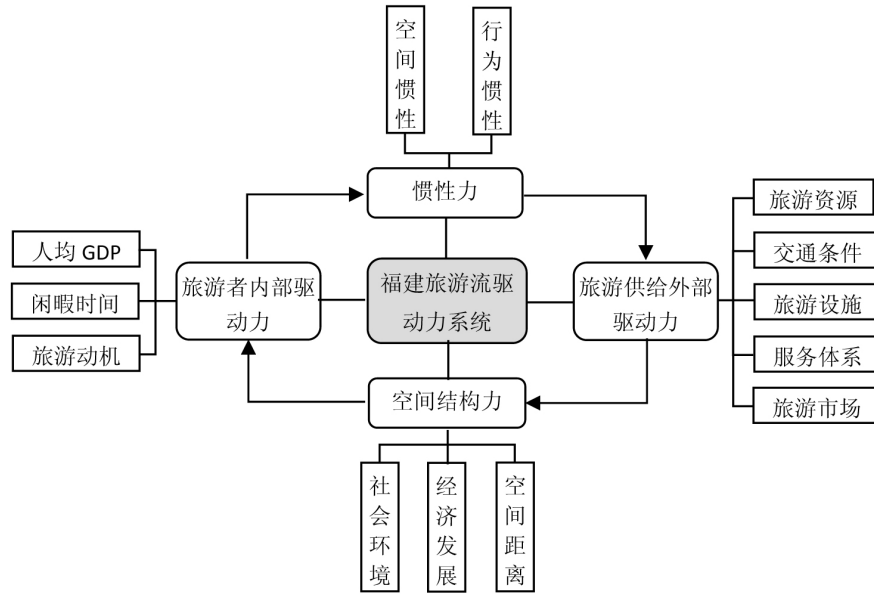 空间惯性
行为惯性
惯性力
旅游资源
人均 GDP
交通条件
旅游者内部驱
动力
福建旅游流驱
动力系统
旅游供给外部
驱动力
闲暇时间
旅游设施
旅游动机
服务体系
空间结构力
旅游市场
社会环境
经济发展
空间距离